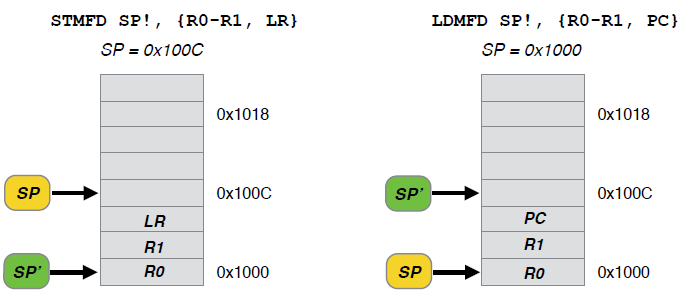 STMFD SP!, {R0-R1, LR}
SP = 0x100C
0x1018
SP
0x100C
LR
R1
SP'
R0
0x1000
LDMFD SP!, {R0-R1, PC}
SP = 0x1000
0x1018
SP'
0x100C
PC
R1
SP
R0
0x1000